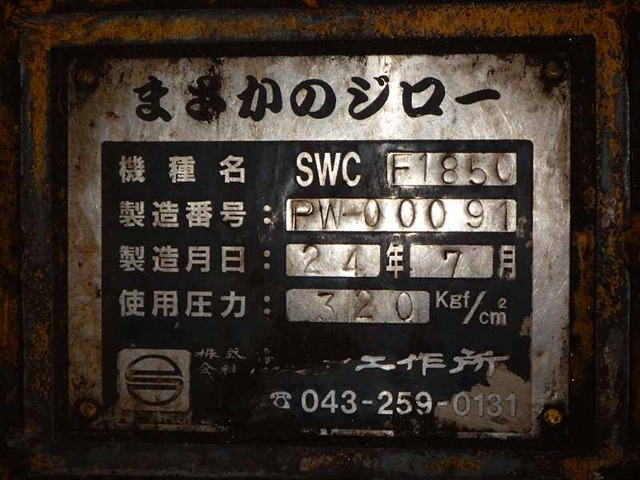 まさかのジロー
機種名 SWC F1850
製造番号: PW-00091
製造月日: 24年 7月
使用圧力: 320 Kgf/cm²
株式会社 工作所
☎ 043-259-0131